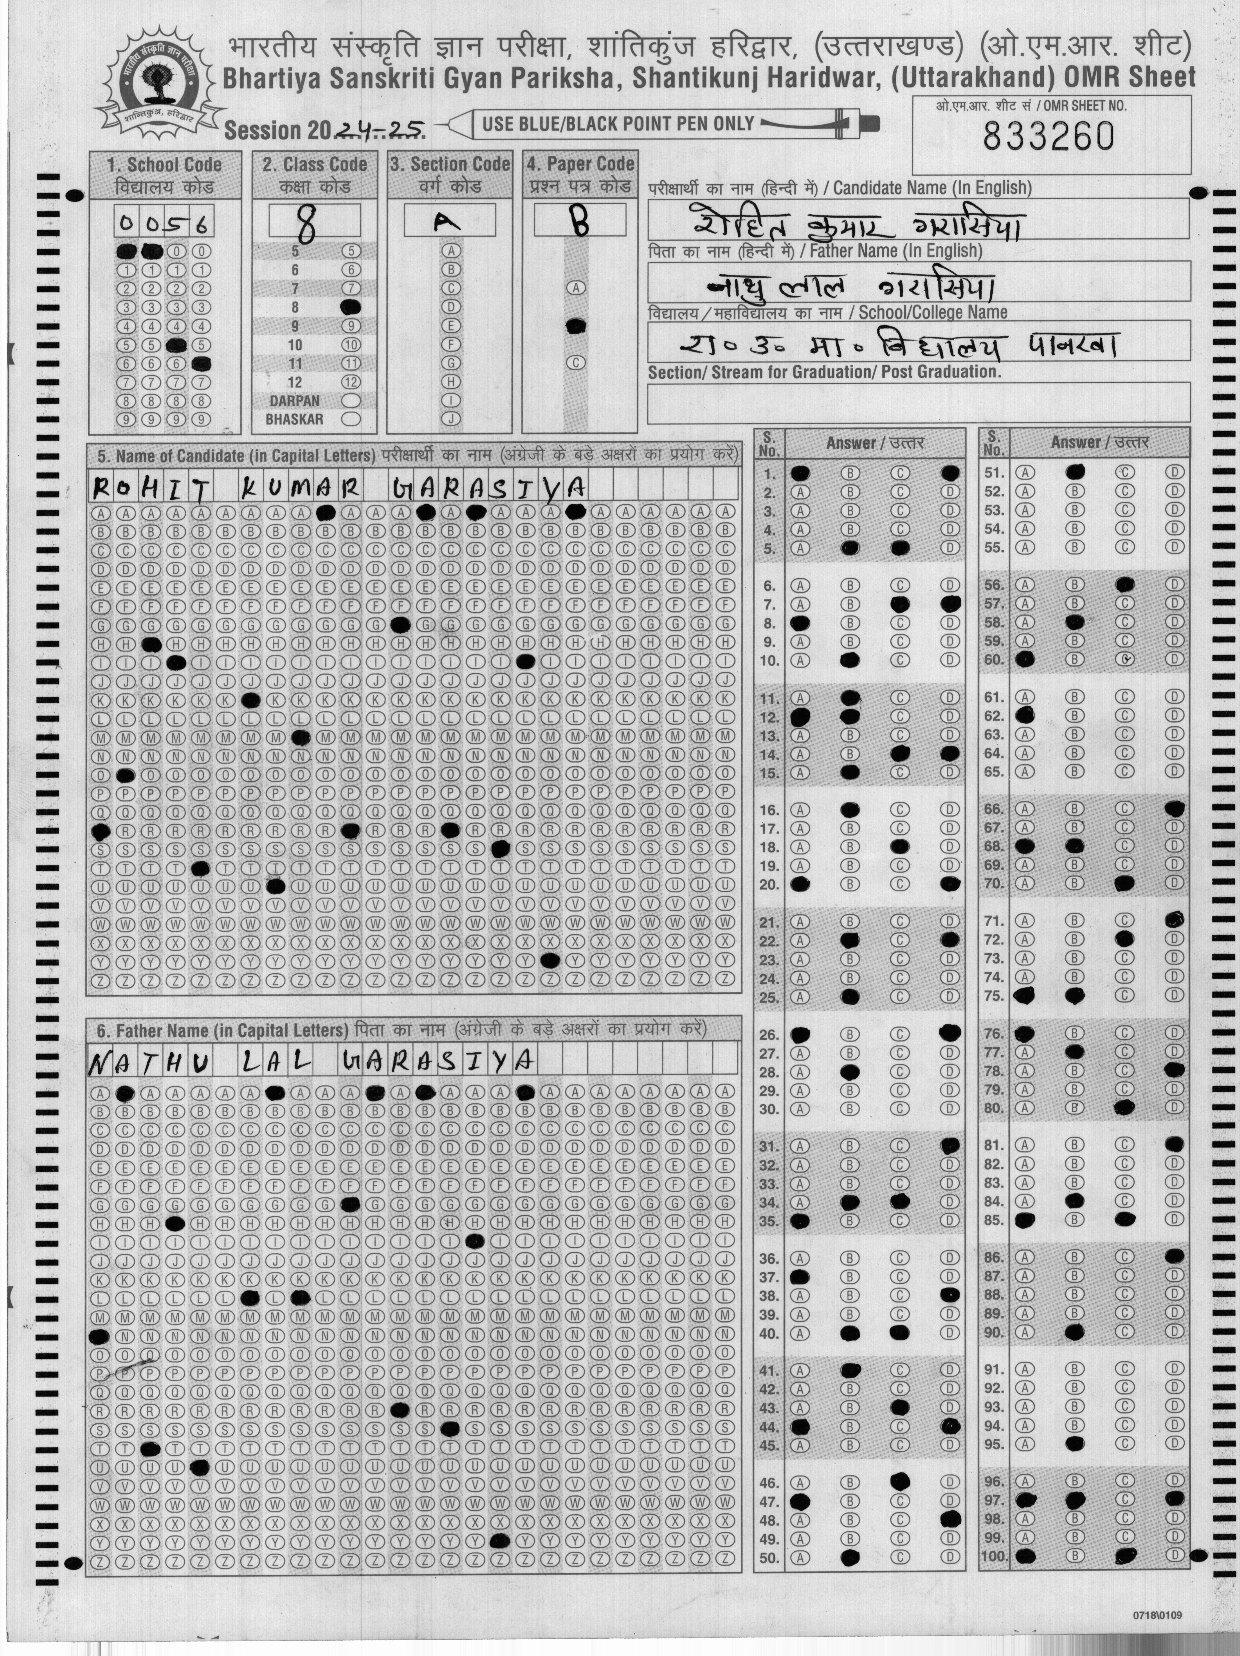 भारतीय संस्कृति ज्ञान परीक्षा, शांतिकुंज हरिद्वार, (उत्तराखण्ड) (ओ.एम.आर. शीट)
Bhartiya Sanskriti Gyan Pariksha, Shantikunj Haridwar, (Uttarakhand) OMR Sheet
Session 2024-25. USE BLUE/BLACK POINT PEN ONLY
ओ.एम.आर. शीट सं / OMR SHEET NO.
833260
1. School Code
विद्यालय कोड
0056
2. Class Code
कक्षा कोड
8
5
6
7
8
9
10
11
12
DARPAN
BHASKAR
3. Section Code
वर्ग कोड
A
A
B
C
D
E
F
G
H
I
J
4. Paper Code
प्रश्न पत्र कोड
B
A
C
परीक्षार्थी का नाम (हिन्दी में) / Candidate Name (In English)
रोहित कुमार गरासिया
पिता का नाम (हिन्दी में) / Father Name (In English)
नाथु लाल गरासिया
विद्यालय/महाविद्यालय का नाम / School/College Name
रा० उ० मा० विद्यालय पानरवा
Section/ Stream for Graduation/ Post Graduation.
5. Name of Candidate (in Capital Letters) परीक्षार्थी का नाम (अंग्रेजी के बड़े अक्षरों का प्रयोग करें)
ROHIT KUMAR GARASIYA
6. Father Name (in Capital Letters) पिता का नाम (अंग्रेजी के बड़े अक्षरों का प्रयोग करें)
NATHU LAL GARASIYA
S. No. Answer / उत्तर
S. No. Answer / उत्तर
0718\0109